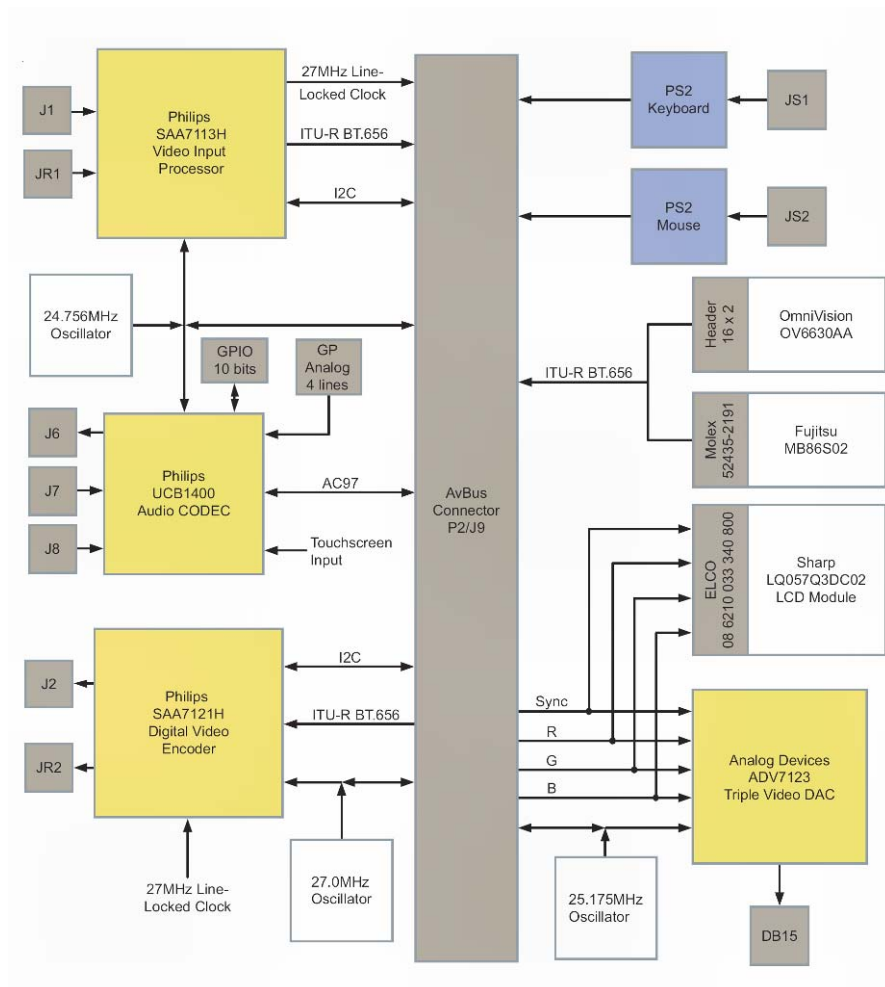 J1
JR1
Philips
SAA7113H
Video Input
Processor
27MHz Line-
Locked Clock
ITU-R BT.656
I2C
PS2
Keyboard
JS1
PS2
Mouse
JS2
24.756MHz
Oscillator
GPIO
10 bits
GP
Analog
4 lines
Header
16 x 2
OmniVision
OV6630AA
ITU-R BT.656
Molex
52435-2191
Fujitsu
MB86S02
J6
J7
J8
Philips
UCB1400
Audio CODEC
AC97
Touchscreen
Input
AvBus
Connector
P2/J9
ELCO
08 6210 033 340 800
Sharp
LQ057Q3DC02
LCD Module
J2
JR2
Philips
SAA7121H
Digital Video
Encoder
I2C
ITU-R BT.656
Sync
R
G
B
Analog Devices
ADV7123
Triple Video DAC
27MHz Line-
Locked Clock
27.0MHz
Oscillator
25.175MHz
Oscillator
DB15